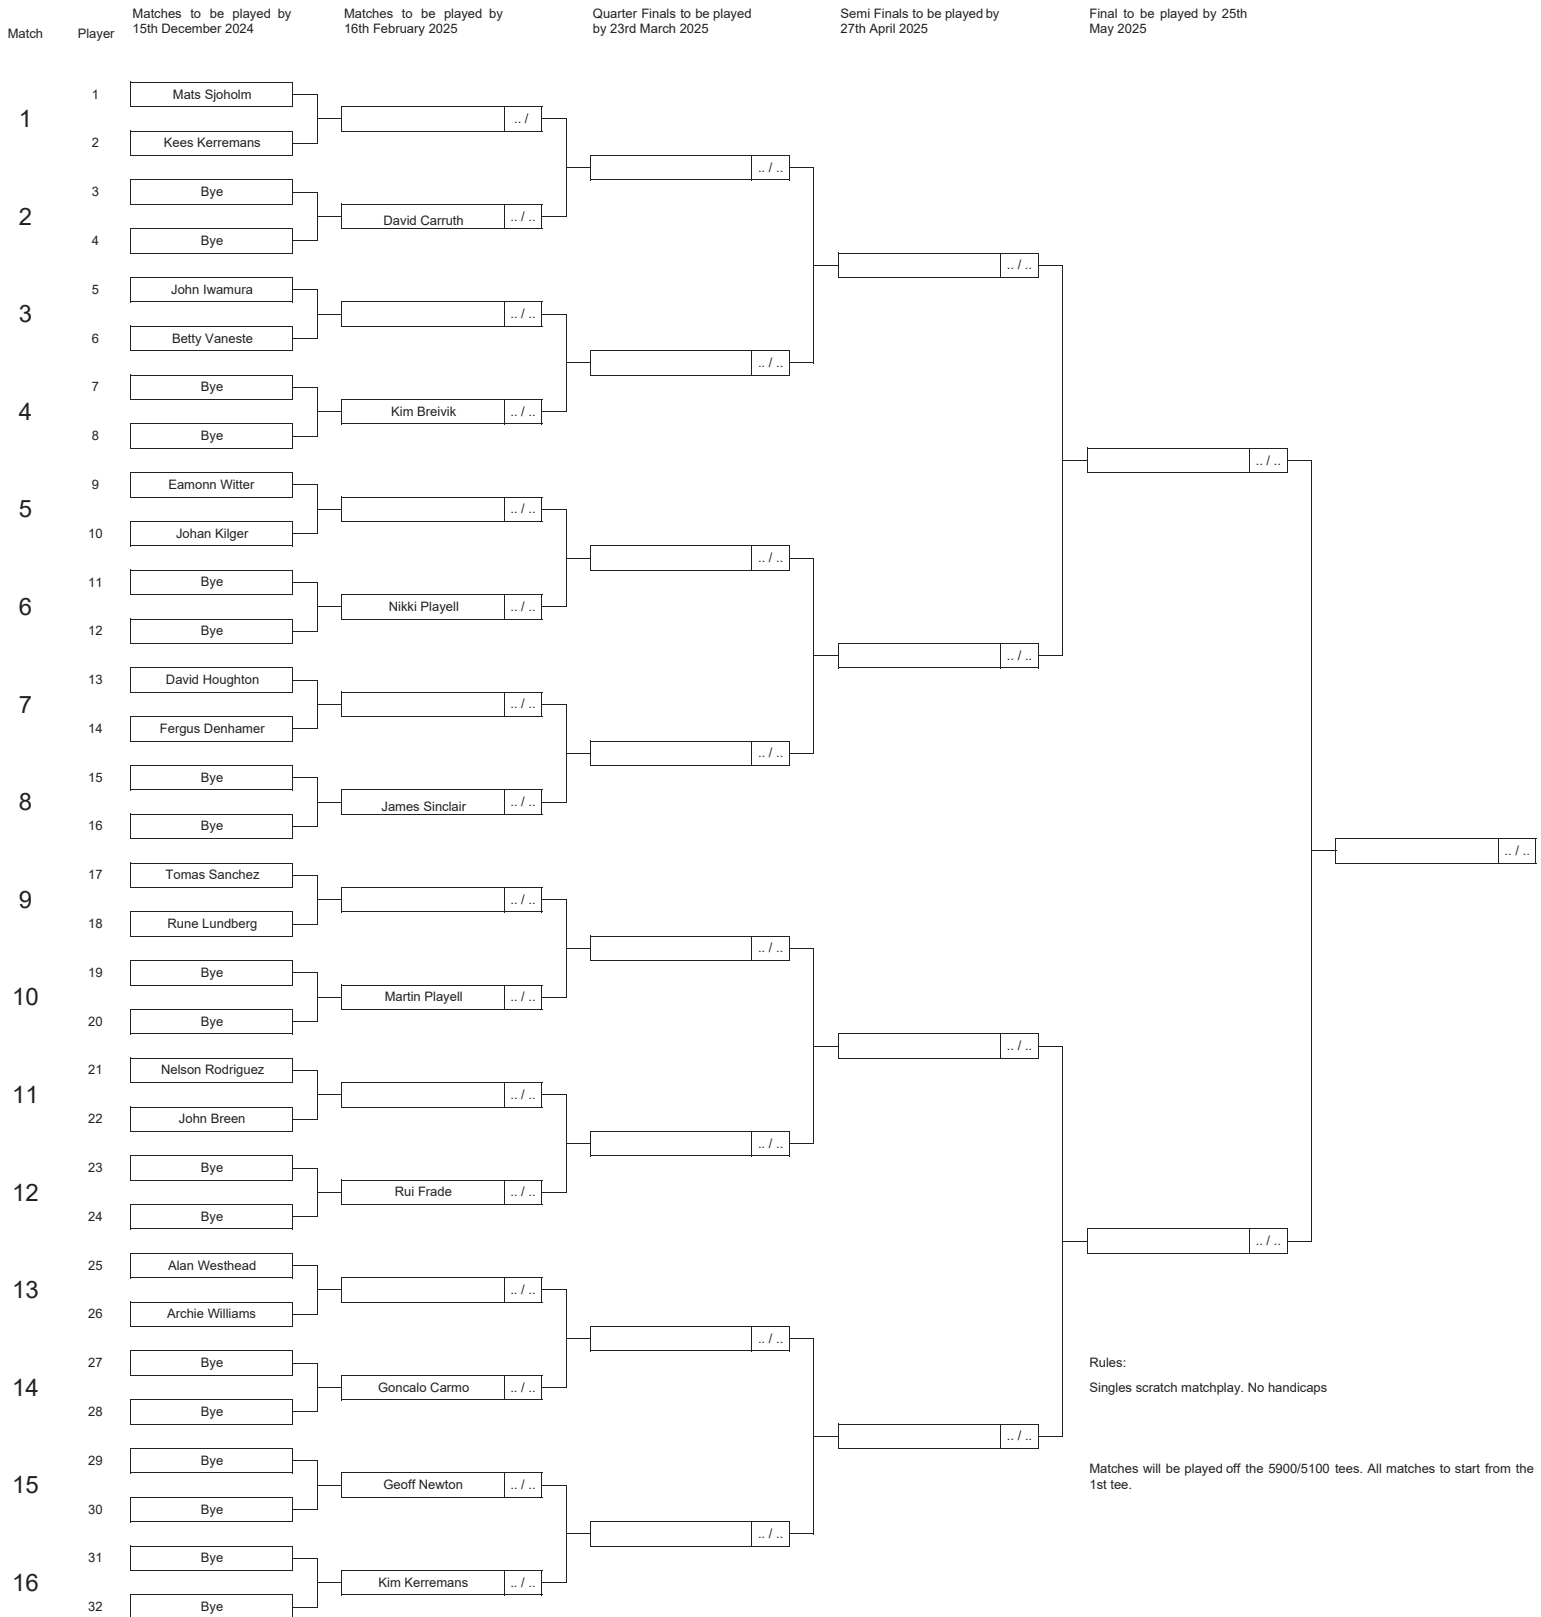 Match
Player
Matches to be played by
15th December 2024
Matches to be played by
16th February 2025
Quarter Finals to be played
by 23rd March 2025
Semi Finals to be played by
27th April 2025
Final to be played by 25th
May 2025
1
1 Mats Sjoholm
.. /
2 Kees Kerremans
.. / ..
2
3 Bye
David Carruth .. / ..
4 Bye
.. / ..
3
5 John Iwamura
.. / ..
6 Betty Vaneste
.. / ..
4
7 Bye
Kim Breivik .. / ..
8 Bye
.. / ..
5
9 Eamonn Witter
.. / ..
10 Johan Kilger
.. / ..
6
11 Bye
Nikki Playell .. / ..
12 Bye
.. / ..
7
13 David Houghton
.. / ..
14 Fergus Denhamer
.. / ..
8
15 Bye
James Sinclair .. / ..
16 Bye
.. / ..
9
17 Tomas Sanchez
.. / ..
18 Rune Lundberg
.. / ..
10
19 Bye
Martin Playell .. / ..
20 Bye
.. / ..
11
21 Nelson Rodriguez
.. / ..
22 John Breen
.. / ..
12
23 Bye
Rui Frade .. / ..
24 Bye
.. / ..
13
25 Alan Westhead
.. / ..
26 Archie Williams
.. / ..
14
27 Bye
Goncalo Carmo .. / ..
28 Bye
.. / ..
15
29 Bye
Geoff Newton .. / ..
30 Bye
.. / ..
16
31 Bye
Kim Kerremans .. / ..
32 Bye
Rules:
Singles scratch matchplay. No handicaps
Matches will be played off the 5900/5100 tees. All matches to start from the
1st tee.